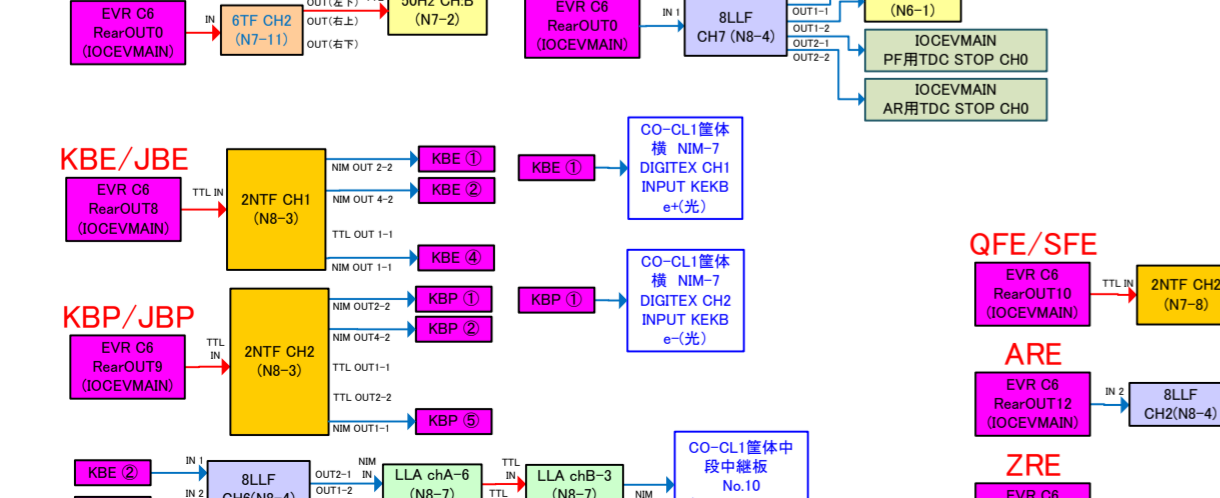 EVR C6
RearOUT0
(IOCEVMAIN)
IN
6TF CH2
(N7-11)
OUT(右上)
OUT(右下)
50Hz CH.B
(N7-2)
EVR C6
RearOUT0
(IOCEVMAIN)
IN 1
8LLF
CH7 (N8-4)
OUT1-1
OUT1-2
OUT2-1
OUT2-2
(N6-1)
IOCEVMAIN
PF用TDC STOP CH0
IOCEVMAIN
AR用TDC STOP CH0
KBE/JBE
EVR C6
RearOUT8
(IOCEVMAIN)
TTL IN
2NTF CH1
(N8-3)
NIM OUT 2-2
NIM OUT 4-2
TTL OUT 1-1
NIM OUT 1-1
KBE ①
KBE ②
KBE ④
KBE ①
CO-CL1筐体
横 NIM-7
DIGITEX CH1
INPUT KEKB
e+(光)
KBP/JBP
EVR C6
RearOUT9
(IOCEVMAIN)
TTL
IN
2NTF CH2
(N8-3)
NIM OUT2-2
NIM OUT4-2
TTL OUT1-1
TTL OUT2-2
NIM OUT1-1
KBP ①
KBP ②
KBP ⑤
KBP ①
CO-CL1筐体
横 NIM-7
DIGITEX CH2
INPUT KEKB
e-(光)
QFE/SFE
EVR C6
RearOUT10
(IOCEVMAIN)
TTL IN
2NTF CH2
(N7-8)
ARE
EVR C6
RearOUT12
(IOCEVMAIN)
IN 2
8LLF
CH2(N8-4)
ZRE
EVR C6
KBE ②
IN 1
IN 2
8LLF
CH6(N8-4)
OUT2-1
OUT1-2
NIM
IN
LLA chA-6
(N8-7)
TTL
IN
TTL
LLA chB-3
(N8-7)
NIM
CO-CL1筐体中
段中継板
No.10